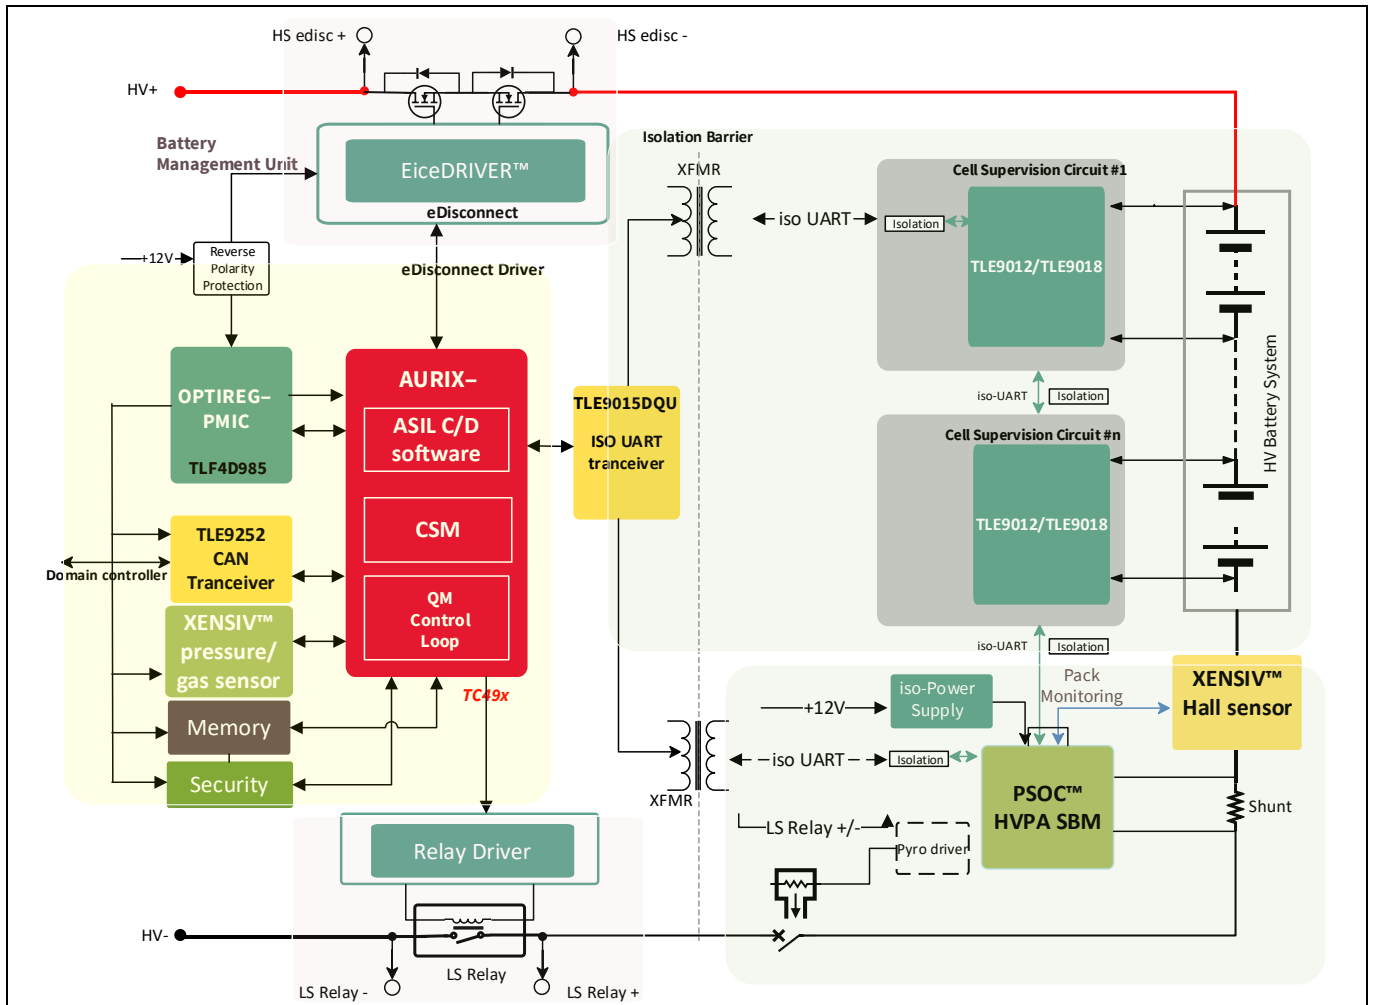 HS edisc +
HS edisc -
HV+
Battery
Management Unit
Isolation Barrier
XFMR
Cell Supervision Circuit #1
EiceDRIVER™
eDisconnect
iso UART
Isolation
+12V
Reverse
Polarity
Protection
eDisconnect Driver
TLE9012/TLE9018
OPTIREG–
PMIC
TLF4D985
AURIX–
ASIL C/D
software
TLE9015DQU
ISO UART
tranceiver
iso-UART
Isolation
HV Battery System
Cell Supervision Circuit #n
TLE9012/TLE9018
TLE9252
CAN
Tranceiver
Domain controller
CSM
QM
Control
Loop
XENSIV™
pressure/
gas sensor
iso-UART
Isolation
TC49x
Memory
Security
iso-Power
Supply
Pack
Monitoring
XENSIV™
Hall sensor
+12V
iso UART
Isolation
XFMR
PSOC™
HVPA SBM
Shunt
LS Relay +/-
Pyro driver
Relay Driver
HV-
LS Relay
LS Relay -
LS Relay +